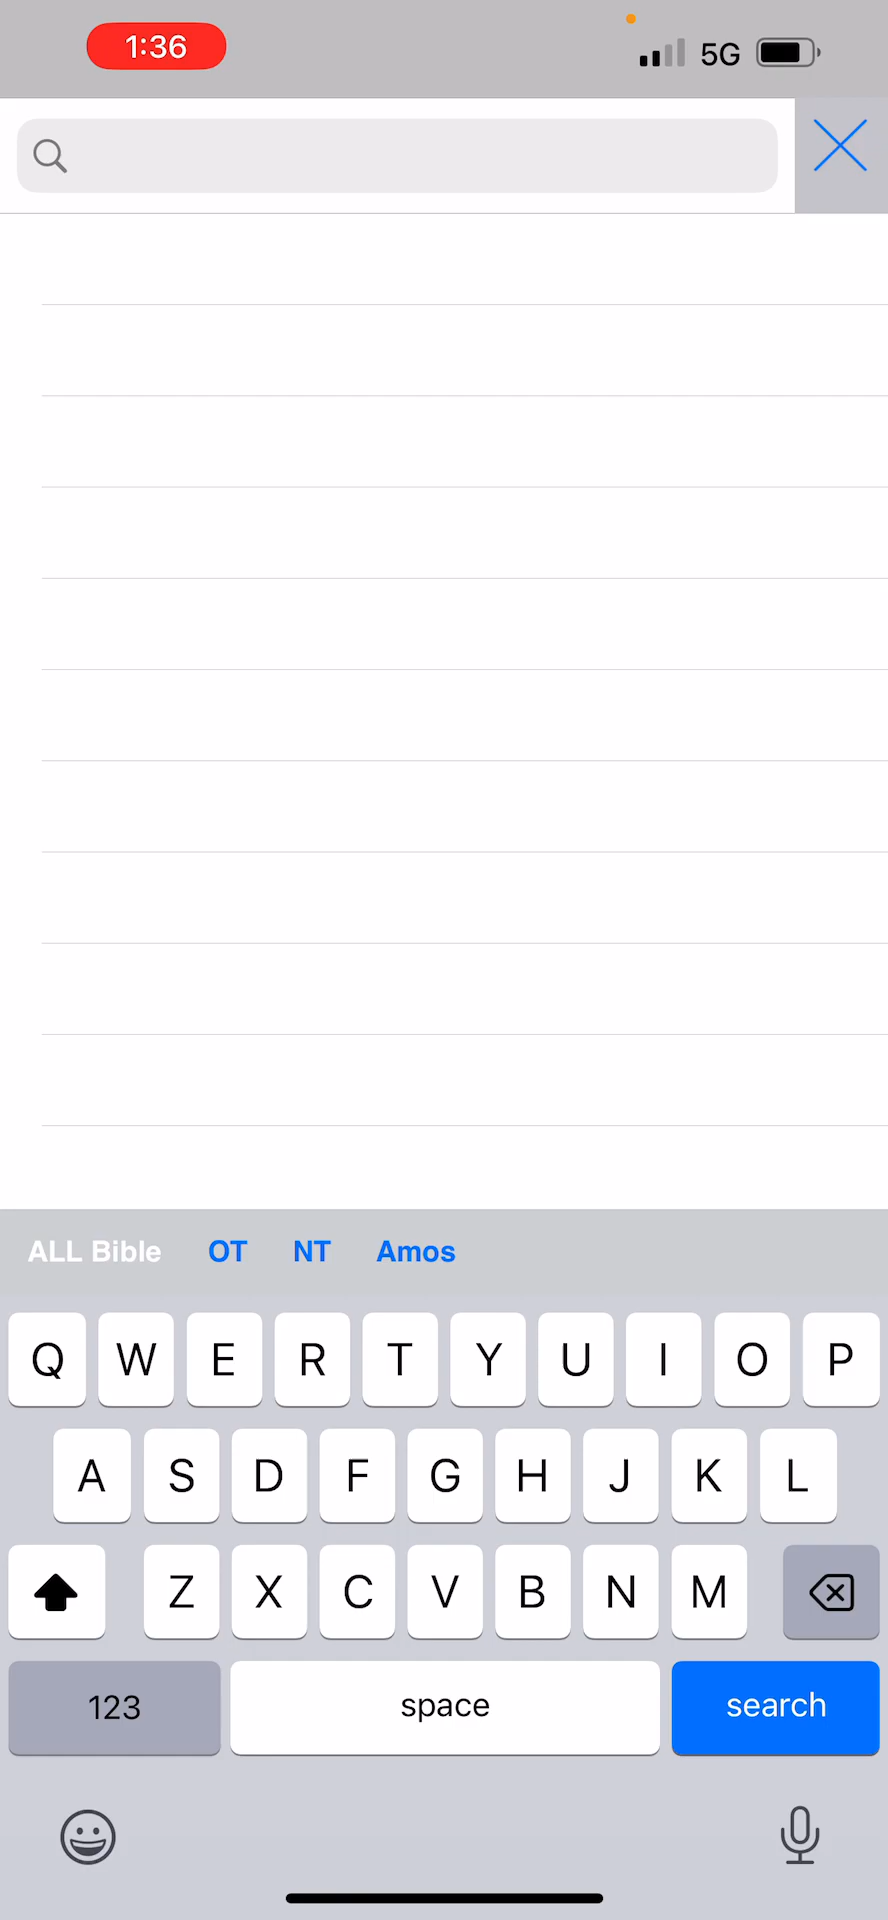 1:36 5G
ALL Bible OT NT Amos
Q W E R T Y U I O P
A S D F G H J K L
Z X C V B N M
123 space search